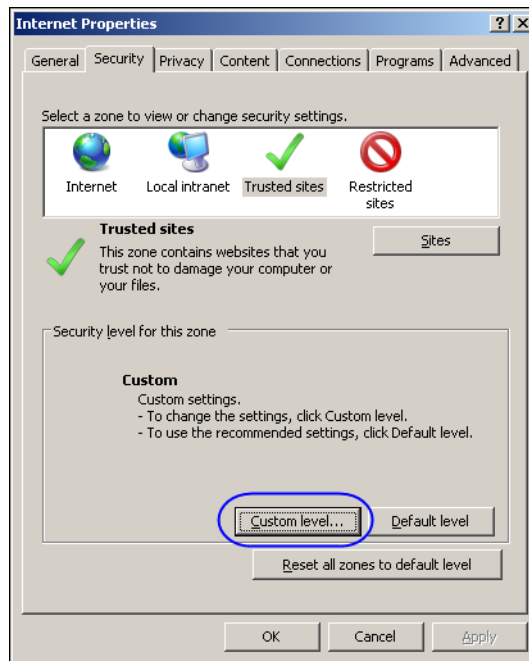 Internet Properties
General Security Privacy Content Connections Programs Advanced
Select a zone to view or change security settings.
Internet Local intranet Trusted sites Restricted
sites
Trusted sites
Sites
This zone contains websites that you
trust not to damage your computer or
your files.
Security level for this zone
Custom
Custom settings.
- To change the settings, click Custom level.
- To use the recommended settings, click Default level.
Custom level... Default level
Reset all zones to default level
OK Cancel Apply